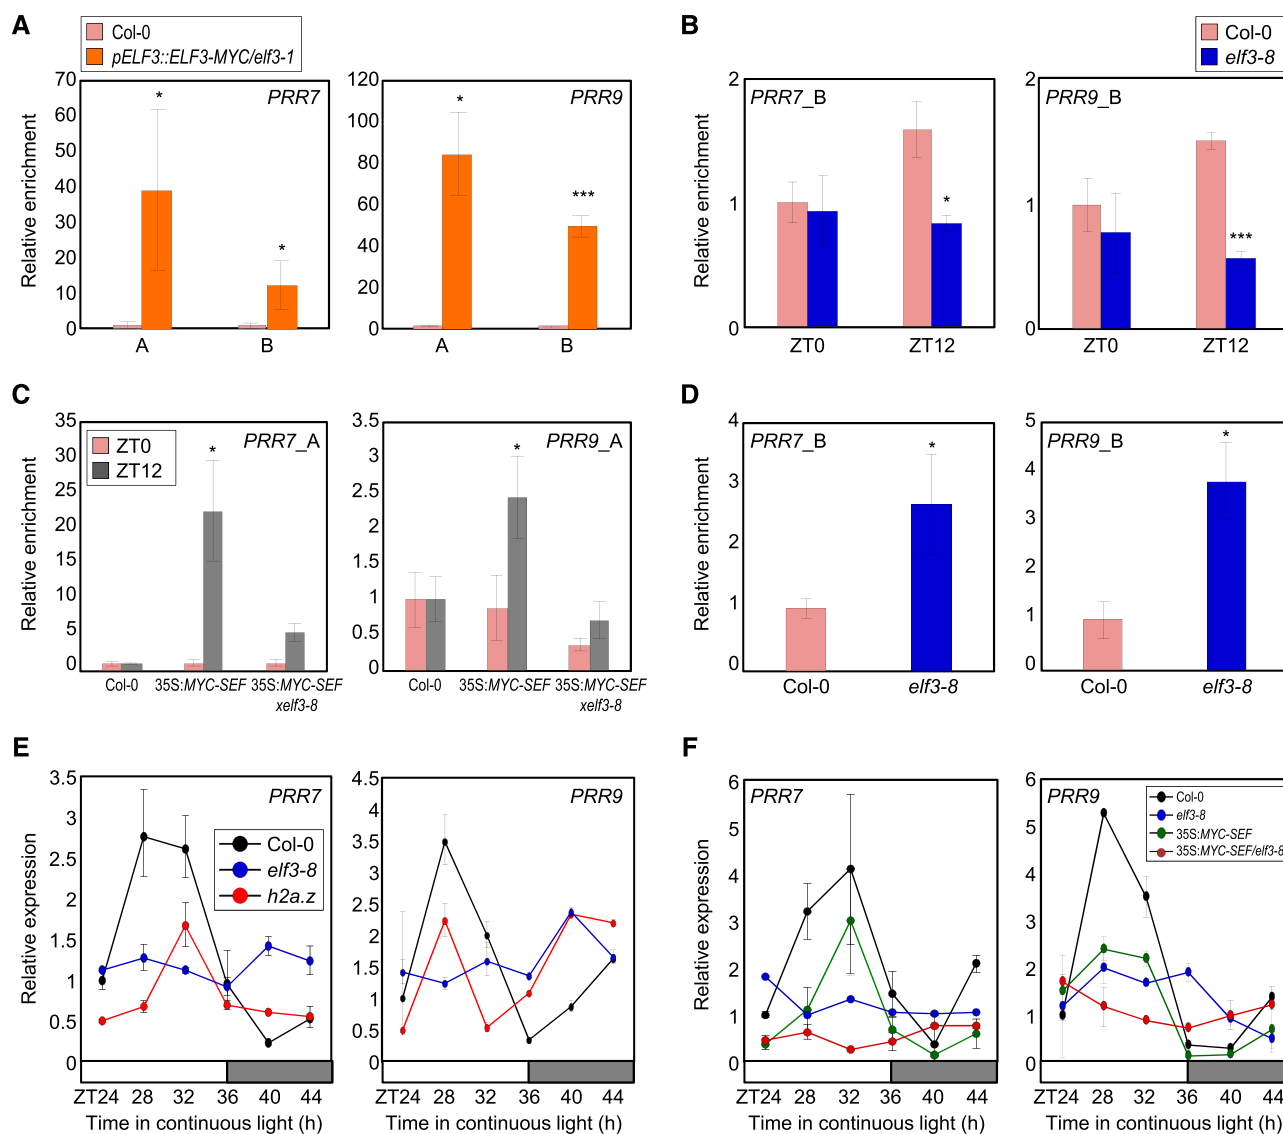 A
Col-0
pELF3::ELF3-MYC/elf3-1
Relative enrichment
70
60
50
40
30
20
10
0
PRR7
*
*
A
B
120
100
80
60
40
20
0
PRR9
*
***
A
B
B
Col-0
elf3-8
Relative enrichment
2
1
0
PRR7_B
*
ZT0
ZT12
2
1
0
PRR9_B
***
ZT0
ZT12
C
Relative enrichment
35
30
25
20
15
10
5
0
ZT0
ZT12
PRR7_A
*
Col-0
35S:MYC-SEF
35S:MYC-SEF
xelf3-8
3.5
3
2.5
2
1.5
1
0.5
0
PRR9_A
*
Col-0
35S:MYC-SEF
35S:MYC-SEF
xelf3-8
D
Relative enrichment
4
3
2
1
0
PRR7_B
*
Col-0
elf3-8
5
4
3
2
1
0
PRR9_B
*
Col-0
elf3-8
E
Relative expression
3.5
3
2.5
2
1.5
1
0.5
0
PRR7
Col-0
elf3-8
h2a.z
ZT24
28
32
36
40
44
Time in continuous light (h)
4.5
4
3.5
3
2.5
2
1.5
1
0.5
0
PRR9
ZT24
28
32
36
40
44
Time in continuous light (h)
F
Relative expression
6
5
4
3
2
1
0
PRR7
ZT24
28
32
36
40
44
Time in continuous light (h)
6
5
4
3
2
1
0
PRR9
Col-0
elf3-8
35S:MYC-SEF
35S:MYC-SEF/elf3-8
ZT24
28
32
36
40
44
Time in continuous light (h)